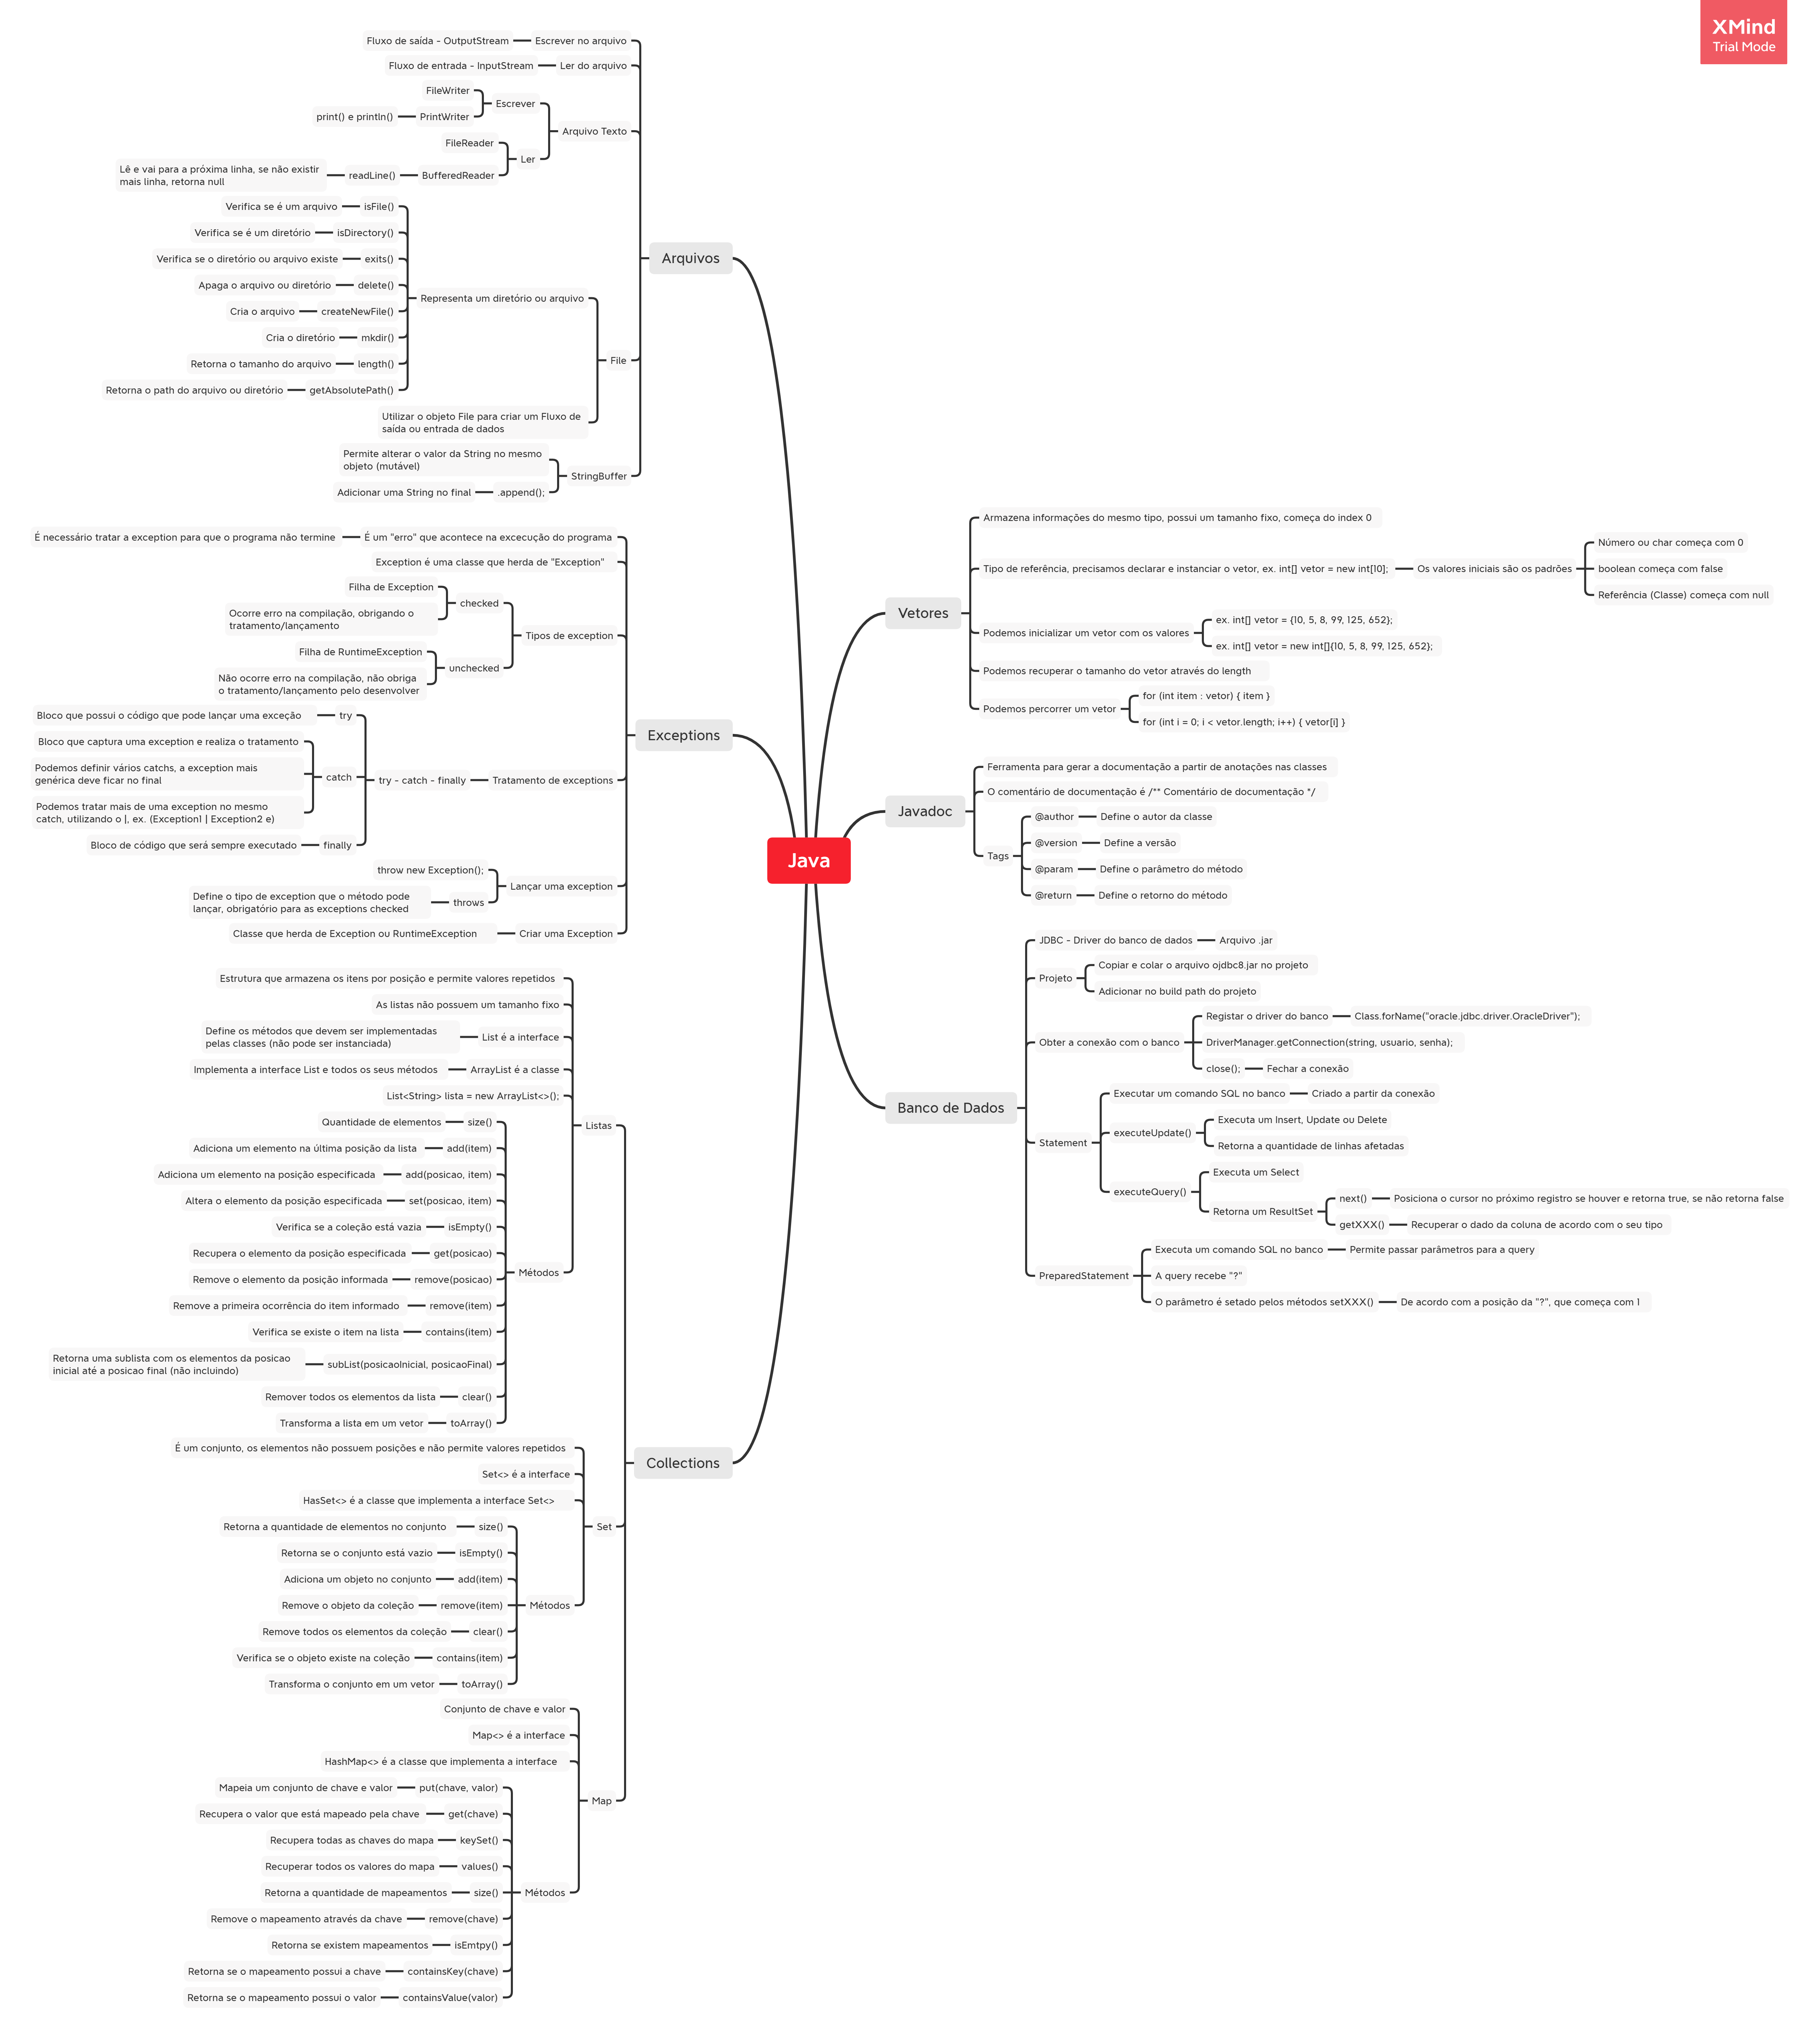 XMind
Trial Mode
Java
Arquivos
Escrever no arquivo
Fluxo de saída - OutputStream
Ler do arquivo
Fluxo de entrada - InputStream
Arquivo Texto
Escrever
FileWriter
PrintWriter
print() e println()
Ler
FileReader
BufferedReader
readLine()
Lê e vai para a próxima linha, se não existir
mais linha, retorna null
File
Representa um diretório ou arquivo
isFile()
Verifica se é um arquivo
isDirectory()
Verifica se é um diretório
exits()
Verifica se o diretório ou arquivo existe
delete()
Apaga o arquivo ou diretório
createNewFile()
Cria o arquivo
mkdir()
Cria o diretório
length()
Retorna o tamanho do arquivo
getAbsolutePath()
Retorna o path do arquivo ou diretório
Utilizar o objeto File para criar um Fluxo de
saída ou entrada de dados
StringBuffer
Permite alterar o valor da String no mesmo
objeto (mutável)
.append();
Adicionar uma String no final
Exceptions
É um "erro" que acontece na excecução do programa
É necessário tratar a exception para que o programa não termine
Exception é uma classe que herda de "Exception"
Tipos de exception
checked
Filha de Exception
Ocorre erro na compilação, obrigando o
tratamento/lançamento
unchecked
Filha de RuntimeException
Não ocorre erro na compilação, não obriga
o tratamento/lançamento pelo desenvolver
Tratamento de exceptions
try - catch - finally
try
Bloco que possui o código que pode lançar uma exceção
catch
Bloco que captura uma exception e realiza o tratamento
Podemos definir vários catchs, a exception mais
genérica deve ficar no final
Podemos tratar mais de uma exception no mesmo
catch, utilizando o |, ex. (Exception1 | Exception2 e)
finally
Bloco de código que será sempre executado
Lançar uma exception
throw new Exception();
throws
Define o tipo de exception que o método pode
lançar, obrigatório para as exceptions checked
Criar uma Exception
Classe que herda de Exception ou RuntimeException
Collections
Listas
Estrutura que armazena os itens por posição e permite valores repetidos
As listas não possuem um tamanho fixo
List é a interface
Define os métodos que devem ser implementadas
pelas classes (não pode ser instanciada)
ArrayList é a classe
Implementa a interface List e todos os seus métodos
List<String> lista = new ArrayList<>();
Métodos
size()
Quantidade de elementos
add(item)
Adiciona um elemento na última posição da lista
add(posicao, item)
Adiciona um elemento na posição especificada
set(posicao, item)
Altera o elemento da posição especificada
isEmpty()
Verifica se a coleção está vazia
get(posicao)
Recupera o elemento da posição especificada
remove(posicao)
Remove o elemento da posição informada
remove(item)
Remove a primeira ocorrência do item informado
contains(item)
Verifica se existe o item na lista
subList(posicaoInicial, posicaoFinal)
Retorna uma sublista com os elementos da posicao
inicial até a posicao final (não incluindo)
clear()
Remover todos os elementos da lista
toArray()
Transforma a lista em um vetor
Set
É um conjunto, os elementos não possuem posições e não permite valores repetidos
Set<> é a interface
HasSet<> é a classe que implementa a interface Set<>
Métodos
size()
Retorna a quantidade de elementos no conjunto
isEmpty()
Retorna se o conjunto está vazio
add(item)
Adiciona um objeto no conjunto
remove(item)
Remove o objeto da coleção
clear()
Remove todos os elementos da coleção
contains(item)
Verifica se o objeto existe na coleção
toArray()
Transforma o conjunto em um vetor
Map
Conjunto de chave e valor
Map<> é a interface
HashMap<> é a classe que implementa a interface
Métodos
put(chave, valor)
Mapeia um conjunto de chave e valor
get(chave)
Recupera o valor que está mapeado pela chave
keySet()
Recupera todas as chaves do mapa
values()
Recuperar todos os valores do mapa
size()
Retorna a quantidade de mapeamentos
remove(chave)
Remove o mapeamento através da chave
isEmtpy()
Retorna se existem mapeamentos
containsKey(chave)
Retorna se o mapeamento possui a chave
containsValue(valor)
Retorna se o mapeamento possui o valor
Vetores
Armazena informações do mesmo tipo, possui um tamanho fixo, começa do index 0
Tipo de referência, precisamos declarar e instanciar o vetor, ex. int[] vetor = new int[10];
Os valores iniciais são os padrões
Número ou char começa com 0
boolean começa com false
Referência (Classe) começa com null
Podemos inicializar um vetor com os valores
ex. int[] vetor = {10, 5, 8, 99, 125, 652};
ex. int[] vetor = new int[]{10, 5, 8, 99, 125, 652};
Podemos recuperar o tamanho do vetor através do length
Podemos percorrer um vetor
for (int item : vetor) { item }
for (int i = 0; i < vetor.length; i++) { vetor[i] }
Javadoc
Ferramenta para gerar a documentação a partir de anotações nas classes
O comentário de documentação é /** Comentário de documentação */
Tags
@author
Define o autor da classe
@version
Define a versão
@param
Define o parâmetro do método
@return
Define o retorno do método
Banco de Dados
JDBC - Driver do banco de dados
Arquivo .jar
Projeto
Copiar e colar o arquivo ojdbc8.jar no projeto
Adicionar no build path do projeto
Obter a conexão com o banco
Registar o driver do banco
Class.forName("oracle.jdbc.driver.OracleDriver");
DriverManager.getConnection(string, usuario, senha);
close();
Fechar a conexão
Statement
Executar um comando SQL no banco
Criado a partir da conexão
executeUpdate()
Executa um Insert, Update ou Delete
Retorna a quantidade de linhas afetadas
executeQuery()
Executa um Select
Retorna um ResultSet
next()
Posiciona o cursor no próximo registro se houver e retorna true, se não retorna false
getXXX()
Recuperar o dado da coluna de acordo com o seu tipo
PreparedStatement
Executa um comando SQL no banco
Permite passar parâmetros para a query
A query recebe "?"
O parâmetro é setado pelos métodos setXXX()
De acordo com a posição da "?", que começa com 1